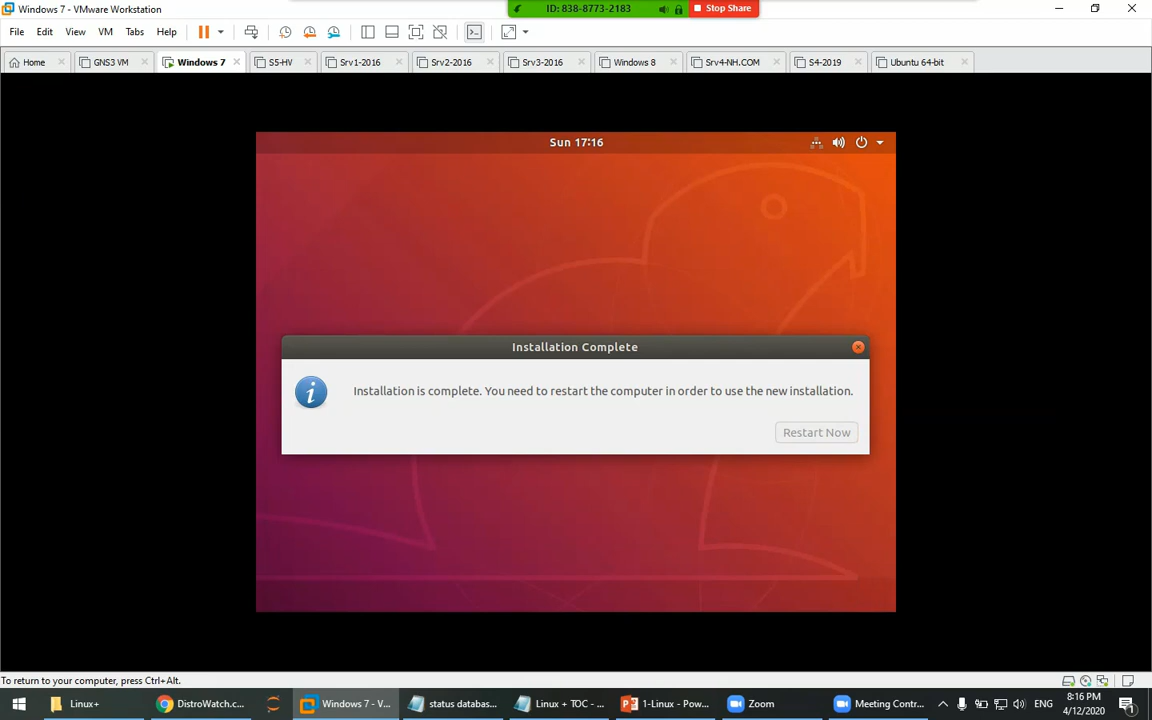 Windows 7 - VMware Workstation
ID: 838-8773-2183
Stop Share
File Edit View VM Tabs Help
Home
GNS3 VM
Windows 7
S5-HV
Srv1-2016
Srv2-2016
Srv3-2016
Windows 8
Srv4-NH.COM
S4-2019
Ubuntu 64-bit
Sun 17:16
Installation Complete
Installation is complete. You need to restart the computer in order to use the new installation.
Restart Now
To return to your computer, press Ctrl+Alt.
Linux+
DistroWatch.c...
Windows 7 - V...
status databas...
Linux + TOC - ...
1-Linux - Pow...
Zoom
Meeting Contr...
ENG
8:16 PM
4/12/2020
1